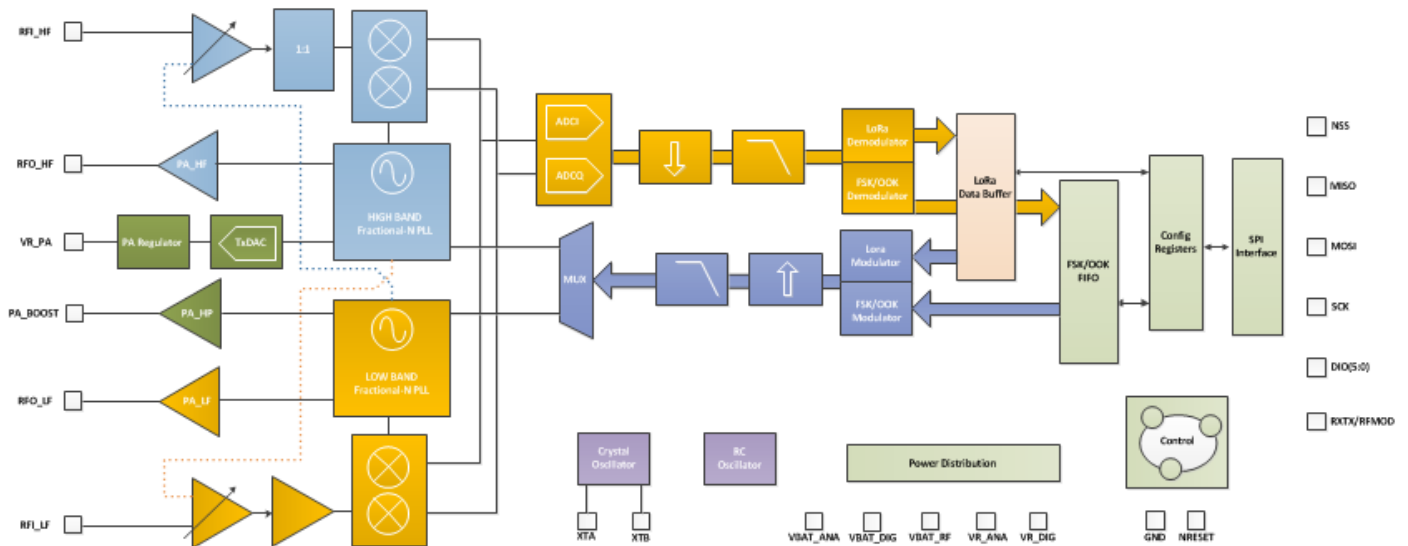 RFI_HF
1:1
RFO_HF
PA_HF
VR_PA
PA Regulator
TxDAC
HIGH BAND
Fractional-N PLL
PA_BOOST
PA_HP
RFO_LF
PA_LF
LOW BAND
Fractional-N PLL
RFI_LF
ADCI
ADCQ
LoRa
Demodulator
FSK/OOK
Demodulator
LoRa
Data Buffer
MUX
Lora
Modulator
FSK/OOK
Modulator
FSK/OOK
FIFO
Config
Registers
SPI
Interface
NSS
MISO
MOSI
SCK
DIO(5:0)
RXTX/RFMOD
Crystal
Oscillator
RC
Oscillator
Power Distribution
Control
XTA
XTB
VBAT_ANA
VBAT_DIG
VBAT_RF
VR_ANA
VR_DIG
GND
NRESET